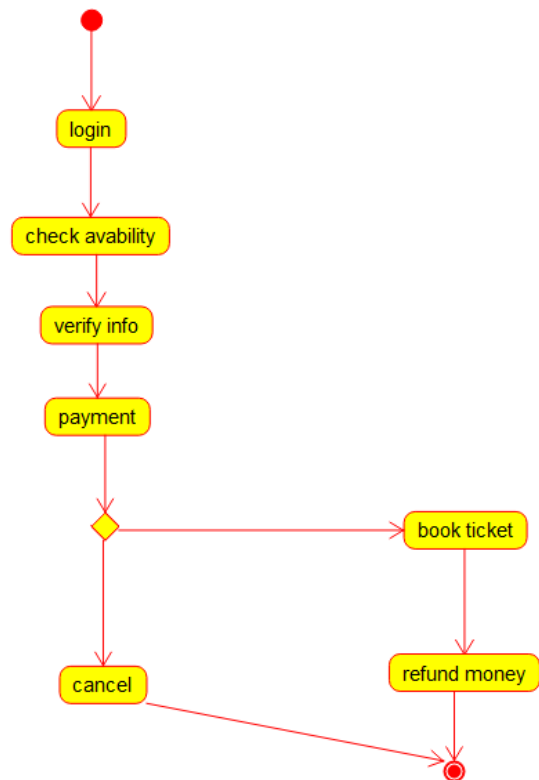 login
check avability
verify info
payment
book ticket
cancel
refund money